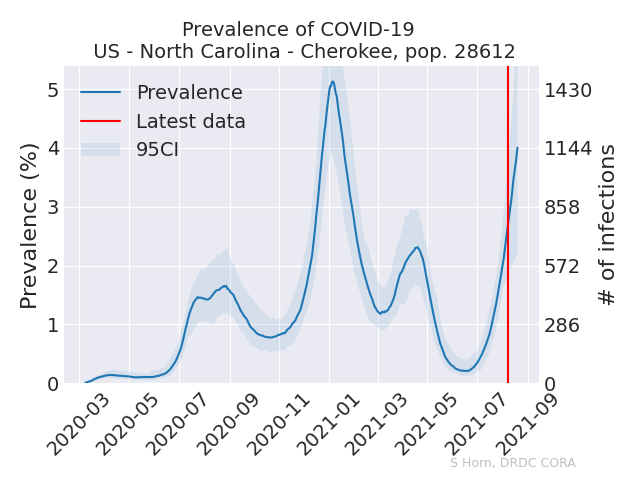 Prevalence of COVID-19
US - North Carolina - Cherokee, pop. 28612
Prevalence
Latest data
95CI
Prevalence (%)
5
4
3
2
1
0
1430
1144
858
572
286
0
# of infections
2020-03
2020-05
2020-07
2020-09
2020-11
2021-01
2021-03
2021-05
2021-07
2021-09
S Horn, DRDC CORA